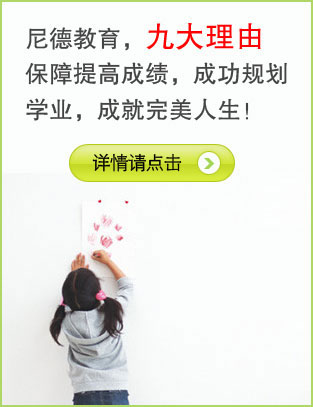 尼德教育，九大理由
保障提高成绩，成功规划
学业，成就完美人生！
详情请点击